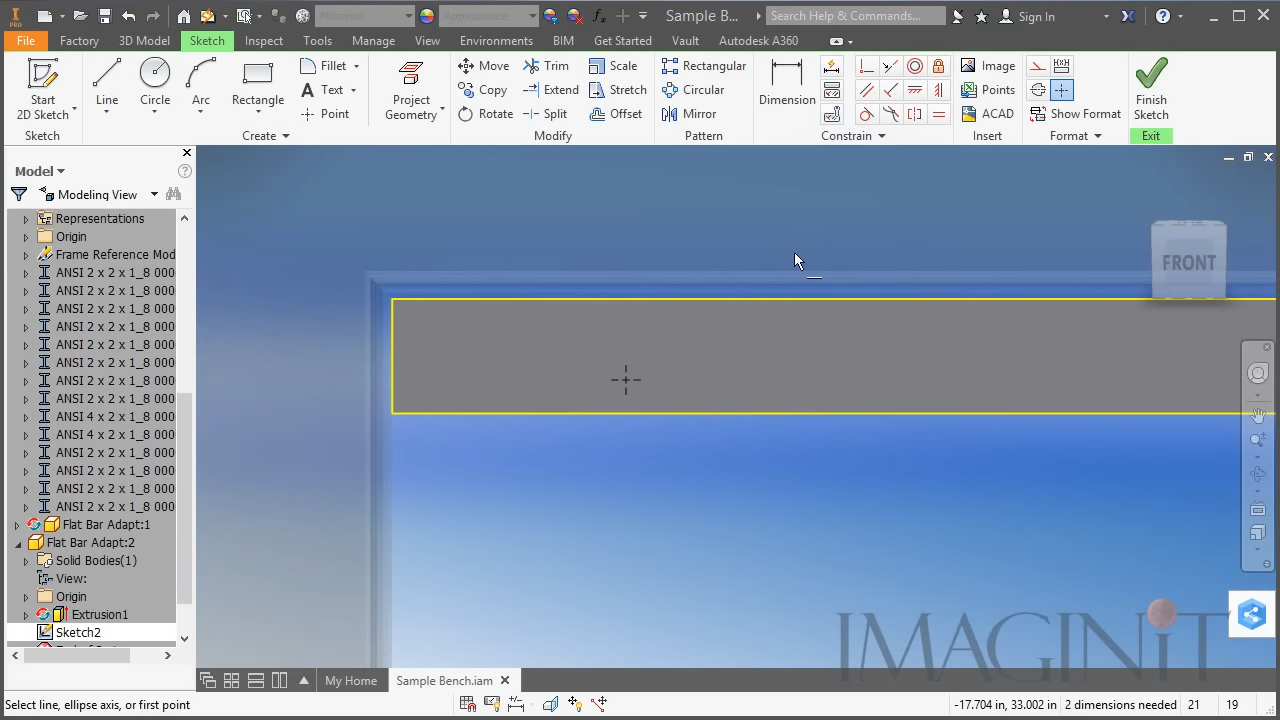 PRO
Material
Appearance
Sample B...
Search Help & Commands...
Sign In
File
Factory
3D Model
Sketch
Inspect
Tools
Manage
View
Environments
BIM
Get Started
Vault
Autodesk A360
Start
2D Sketch
Line
Circle
Arc
Rectangle
Fillet
Text
Point
Project
Geometry
Move
Copy
Rotate
Trim
Extend
Split
Scale
Stretch
Offset
Rectangular
Circular
Mirror
Dimension
Image
Points
ACAD
Show Format
Finish
Sketch
Sketch
Create
Modify
Pattern
Constrain
Insert
Format
Exit
Model
Modeling View
Representations
Origin
Frame Reference Mod
ANSI 2 x 2 x 1_8 000
ANSI 2 x 2 x 1_8 000
ANSI 2 x 2 x 1_8 000
ANSI 2 x 2 x 1_8 000
ANSI 2 x 2 x 1_8 000
ANSI 2 x 2 x 1_8 000
ANSI 2 x 2 x 1_8 000
ANSI 2 x 2 x 1_8 000
ANSI 4 x 2 x 1_8 000
ANSI 4 x 2 x 1_8 000
ANSI 2 x 2 x 1_8 000
ANSI 2 x 2 x 1_8 000
ANSI 2 x 2 x 1_8 000
ANSI 2 x 2 x 1_8 000
Flat Bar Adapt:1
Flat Bar Adapt:2
Solid Bodies(1)
View:
Origin
Extrusion1
Sketch2
FRONT
IMAGINiT
My Home
Sample Bench.iam
Select line, ellipse axis, or first point
-17.704 in, 33.002 in
2 dimensions needed
21
19